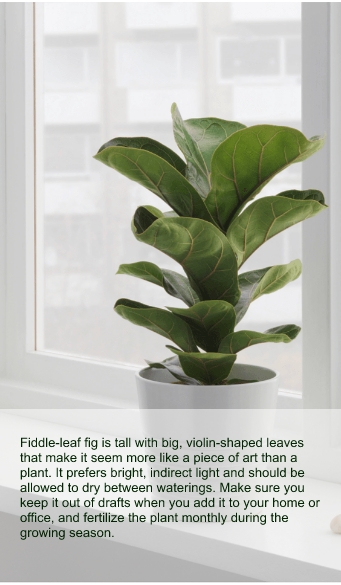 Fiddle-leaf fig is tall with big, violin-shaped leaves
that make it seem more like a piece of art than a
plant. It prefers bright, indirect light and should be
allowed to dry between waterings. Make sure you
keep it out of drafts when you add it to your home or
office, and fertilize the plant monthly during the
growing season.